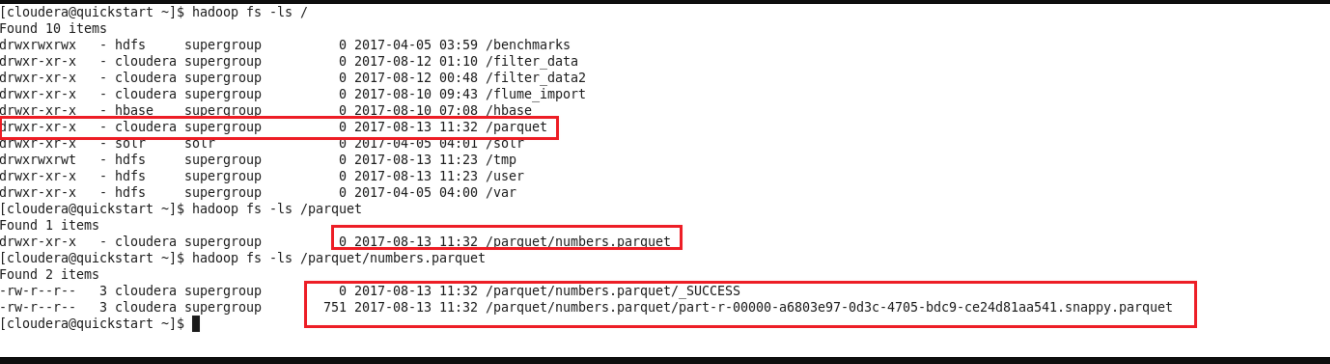 [cloudera@quickstart ~]$ hadoop fs -ls /
Found 10 items
drwxrwxrwx   - hdfs     supergroup          0 2017-04-05 03:59 /benchmarks
drwxr-xr-x   - cloudera supergroup          0 2017-08-12 01:10 /filter_data
drwxr-xr-x   - cloudera supergroup          0 2017-08-12 00:48 /filter_data2
drwxr-xr-x   - cloudera supergroup          0 2017-08-10 09:43 /flume_import
drwxr-xr-x   - hbase    supergroup          0 2017-08-10 07:08 /hbase
drwxr-xr-x   - cloudera supergroup          0 2017-08-13 11:32 /parquet
drwxr-xr-x   - solr     solr                0 2017-04-05 04:01 /solr
drwxrwxrwt   - hdfs     supergroup          0 2017-08-13 11:23 /tmp
drwxr-xr-x   - hdfs     supergroup          0 2017-08-13 11:23 /user
drwxr-xr-x   - hdfs     supergroup          0 2017-04-05 04:00 /var
[cloudera@quickstart ~]$ hadoop fs -ls /parquet
Found 1 items
drwxr-xr-x   - cloudera supergroup          0 2017-08-13 11:32 /parquet/numbers.parquet
[cloudera@quickstart ~]$ hadoop fs -ls /parquet/numbers.parquet
Found 2 items
-rw-r--r--   3 cloudera supergroup          0 2017-08-13 11:32 /parquet/numbers.parquet/_SUCCESS
-rw-r--r--   3 cloudera supergroup        751 2017-08-13 11:32 /parquet/numbers.parquet/part-r-00000-a6803e97-0d3c-4705-bdc9-ce24d81aa541.snappy.parquet
[cloudera@quickstart ~]$